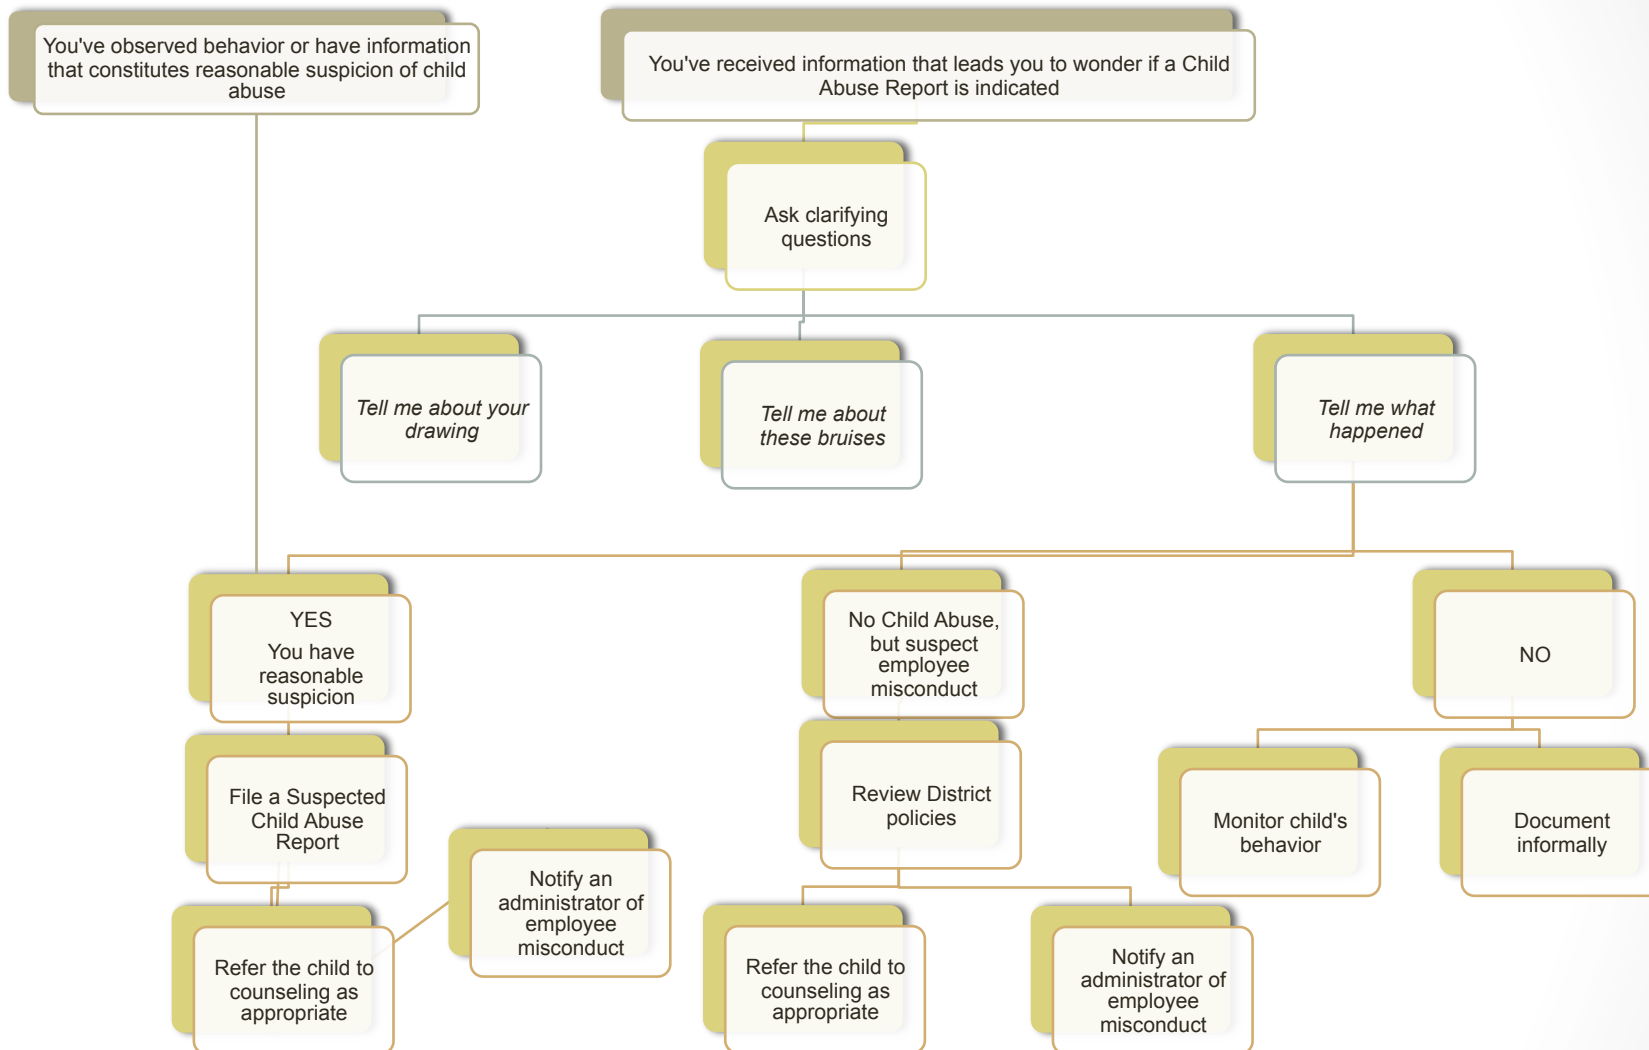 You've observed behavior or have information
that constitutes reasonable suspicion of child
abuse
You've received information that leads you to wonder if a Child
Abuse Report is indicated
Ask clarifying
questions
Tell me about your
drawing
Tell me about
these bruises
Tell me what
happened
YES
You have
reasonable
suspicion
No Child Abuse,
but suspect
employee
misconduct
NO
File a Suspected
Child Abuse
Report
Review District
policies
Monitor child's
behavior
Document
informally
Notify an
administrator of
employee
misconduct
Refer the child to
counseling as
appropriate
Refer the child to
counseling as
appropriate
Notify an
administrator of
employee
misconduct